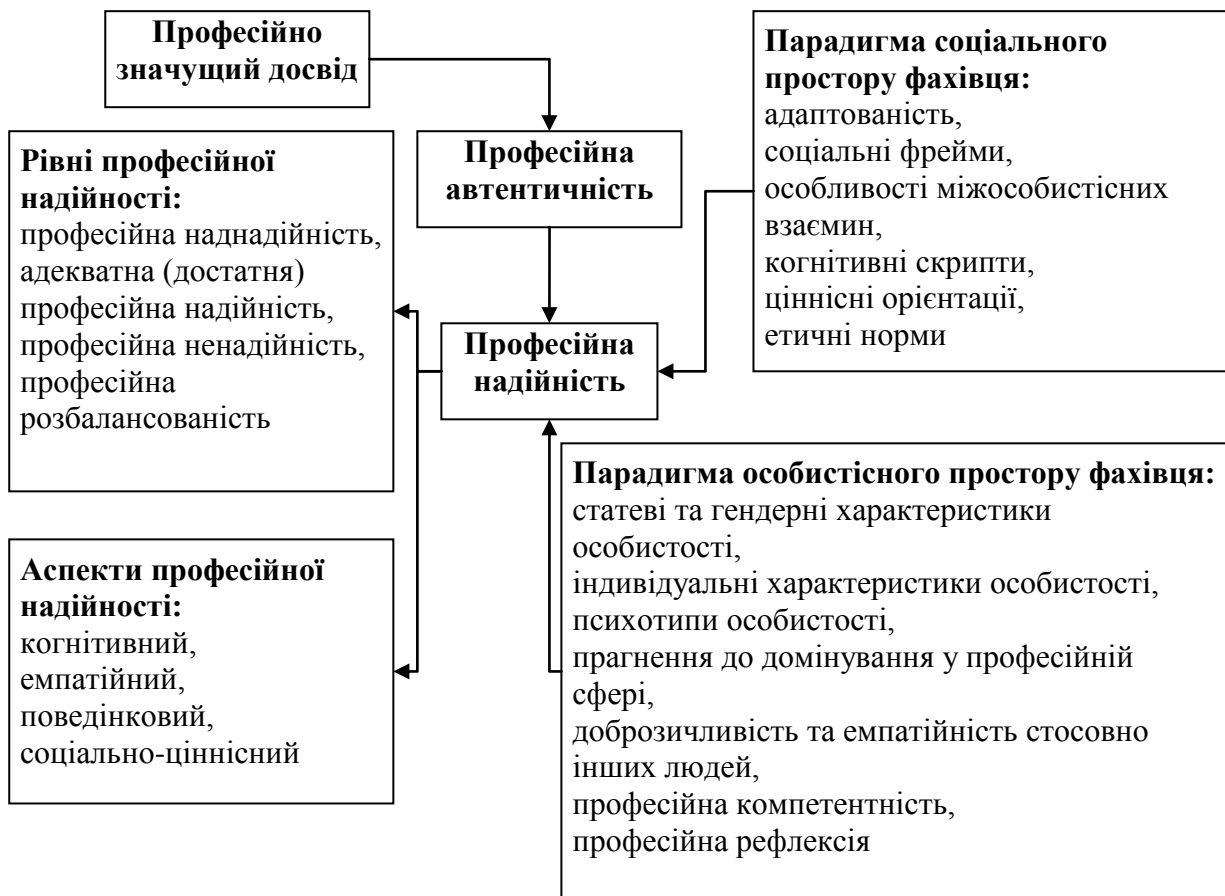 Професійно
значущий досвід
Парадигма соціального
простору фахівця:
адаптованість,
соціальні фрейми,
особливості міжособистісних
взаємин,
когнітивні скрипти,
ціннісні орієнтації,
етичні норми
Професійна
автентичність
Рівні професійної
надійності:
професійна наднадійність,
адекватна (достатня)
професійна надійність,
професійна ненадійність,
професійна
розбалансованість
Професійна
надійність
Парадигма особистісного простору фахівця:
статеві та гендерні характеристики
особистості,
індивідуальні характеристики особистості,
психотипи особистості,
прагнення до домінування у професійній
сфері,
доброзичливість та емпатійність стосовно
інших людей,
професійна компетентність,
професійна рефлексія
Аспекти професійної
надійності:
когнітивний,
емпатійний,
поведінковий,
соціально-ціннісний